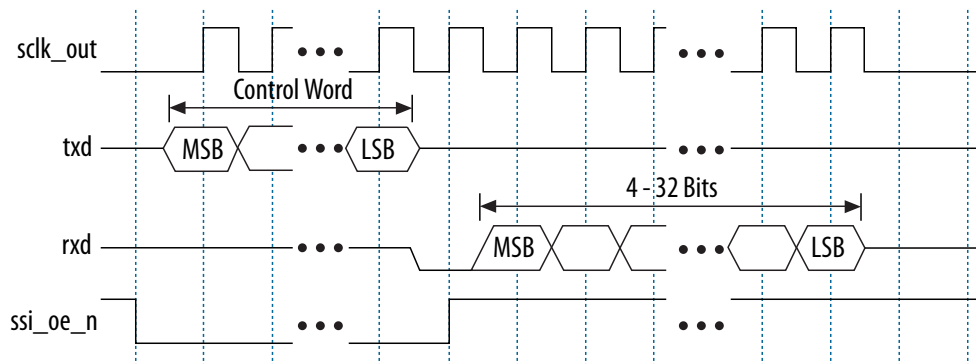 sclk_out
Control Word
txd MSB LSB
4 - 32 Bits
rxd MSB LSB
ssi_oe_n